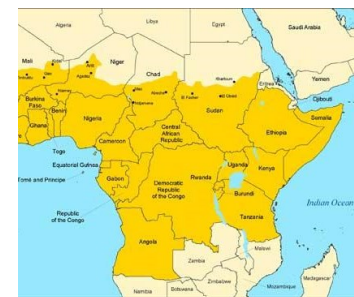 Algeria
Libya
Egypt
Saudi Arabia
Mali
Niger
Chad
Eritrea
Yemen
Khartoum
Djibouti
Burkina
Faso
Benin
Ghana
Nigeria
Sudan
Somalia
Ethiopia
Central
African
Republic
Cameroon
Togo
Equatorial Guinea
Tome and Principe
Gabon
Uganda
Kenya
Rwanda
Democratic
Republic
of the Congo
Burundi
Republic
of the Congo
Tanzania
Indian Ocean
Angola
Zambia
Malawi
Namibia
Botswana
Zimbabwe
Mozambique
Madagascar